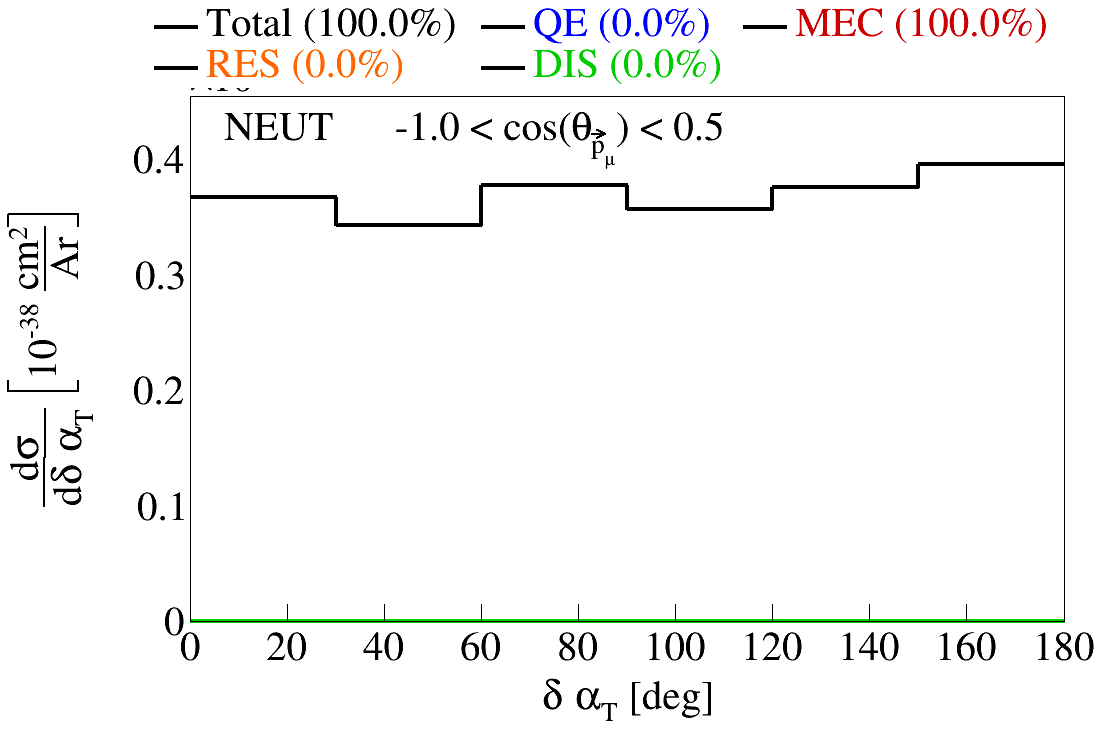 Total (100.0%) QE (0.0%) MEC (100.0%)
RES (0.0%) DIS (0.0%)
NEUT -1.0 < cos(θ_{p⃗_μ}) < 0.5
0.4
0.3
0.2
0.1
0
0 20 40 60 80 100 120 140 160 180
δ α_T [deg]
dσ/dδ α_T [10^{-38} cm²/Ar]